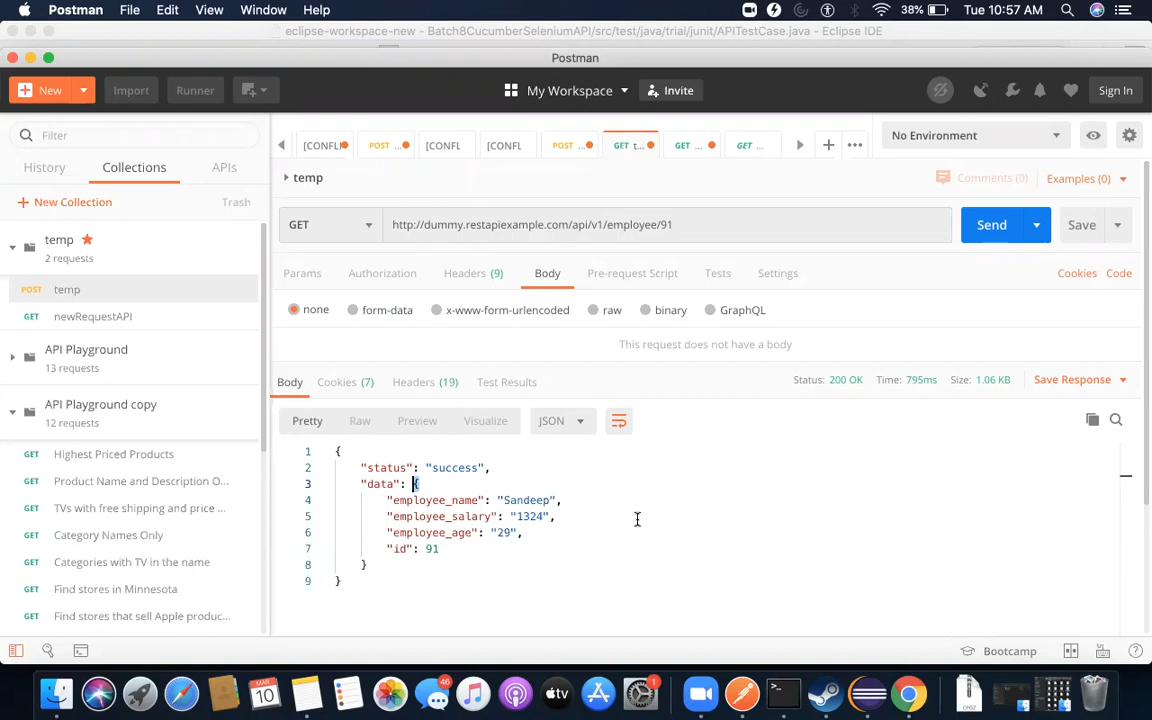 Postman File Edit View Window Help 38% Tue 10:57 AM
eclipse-workspace-new - Batch8CucumberSeleniumAPI/src/test/java/trial/junit/APITestCase.java - Eclipse IDE
Postman
New Import Runner My Workspace Invite Sign In
Filter
History Collections APIs
New Collection Trash
temp
2 requests
POST temp
GET newRequestAPI
API Playground
13 requests
API Playground copy
12 requests
GET Highest Priced Products
GET Product Name and Description O...
GET TVs with free shipping and price ...
GET Category Names Only
GET Categories with TV in the name
GET Find stores in Minnesota
GET Find stores that sell Apple produc...
[CONFLI POST ... [CONFL [CONFL POST ... GET t... GET ... GET ... No Environment
temp Comments (0) Examples (0)
GET http://dummy.restapiexample.com/api/v1/employee/91 Send Save
Params Authorization Headers (9) Body Pre-request Script Tests Settings Cookies Code
none form-data x-www-form-urlencoded raw binary GraphQL
This request does not have a body
Body Cookies (7) Headers (19) Test Results Status: 200 OK Time: 795ms Size: 1.06 KB Save Response
Pretty Raw Preview Visualize JSON
1 {
2 "status": "success",
3 "data": {
4 "employee_name": "Sandeep",
5 "employee_salary": "1324",
6 "employee_age": "29",
7 "id": 91
8 }
9 }
Bootcamp
MAR
10
46
tv
1